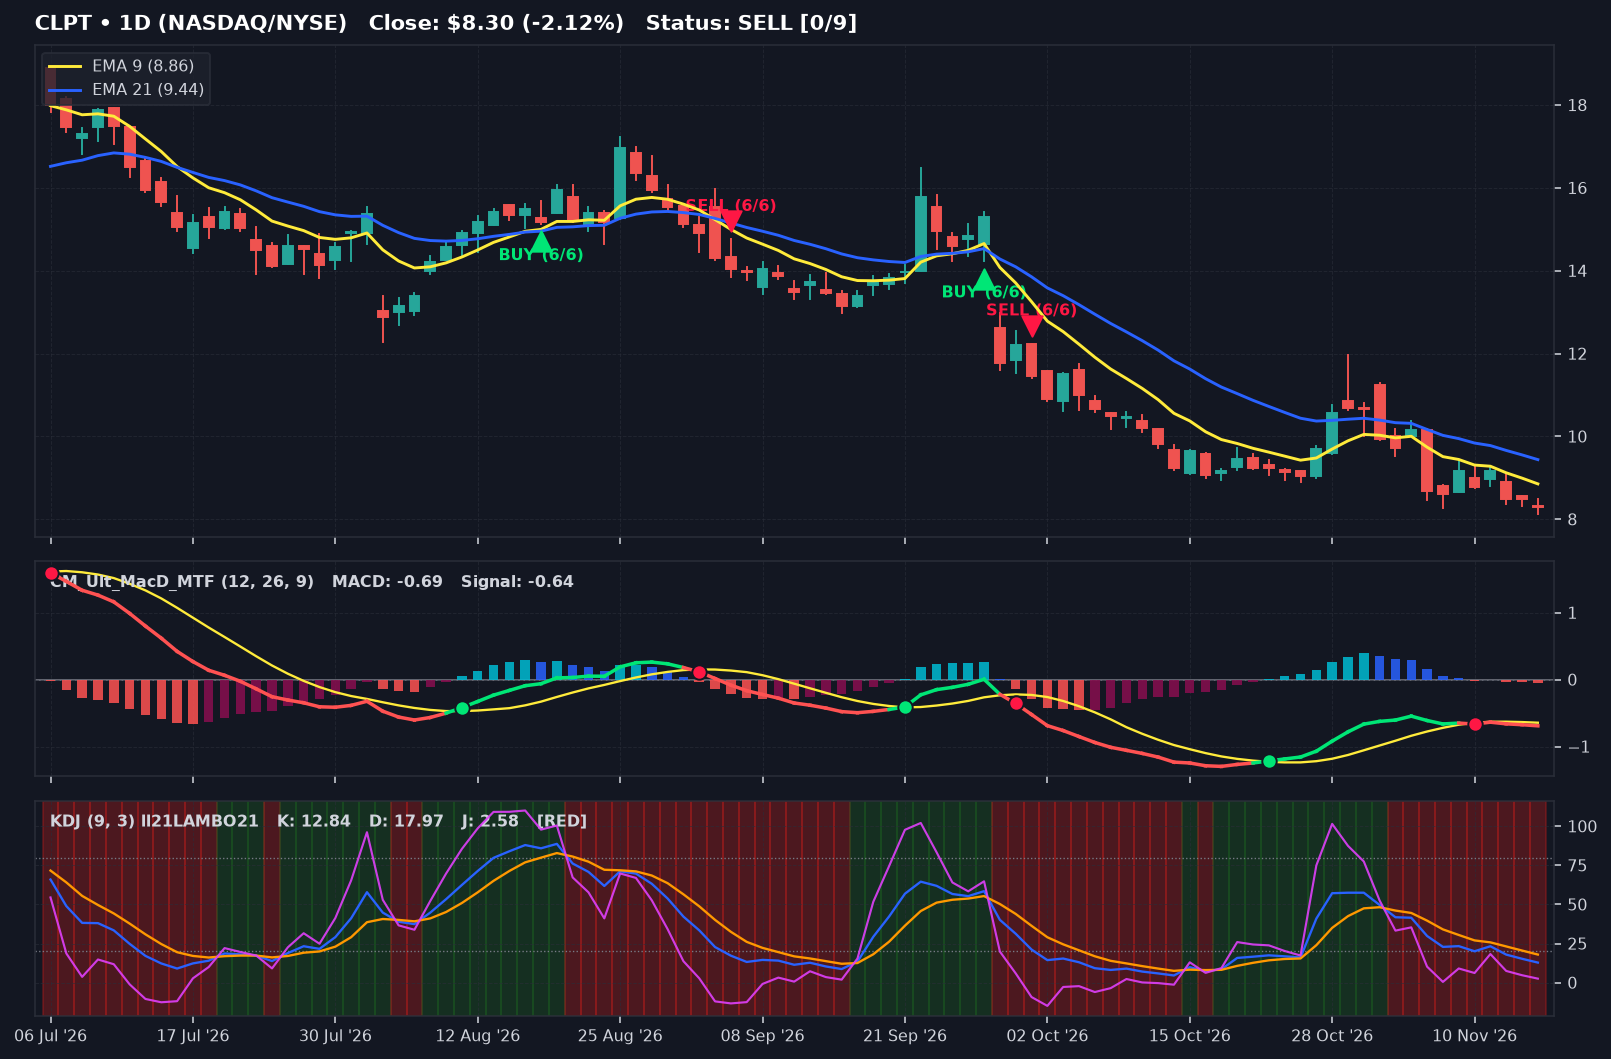 CLPT • 1D (NASDAQ/NYSE)   Close: $8.30 (-2.12%)   Status: SELL [0/9]
EMA 9 (8.86)
EMA 21 (9.44)
18
16
14
12
10
8
SELL (6/6)
BUY (6/6)
BUY (6/6)
SELL (6/6)
CM_Ult_MacD_MTF (12, 26, 9)   MACD: -0.69   Signal: -0.64
1
0
−1
KDJ (9, 3) II21LAMBO21   K: 12.84   D: 17.97   J: 2.58   [RED]
100
75
50
25
0
06 Jul '26
17 Jul '26
30 Jul '26
12 Aug '26
25 Aug '26
08 Sep '26
21 Sep '26
02 Oct '26
15 Oct '26
28 Oct '26
10 Nov '26